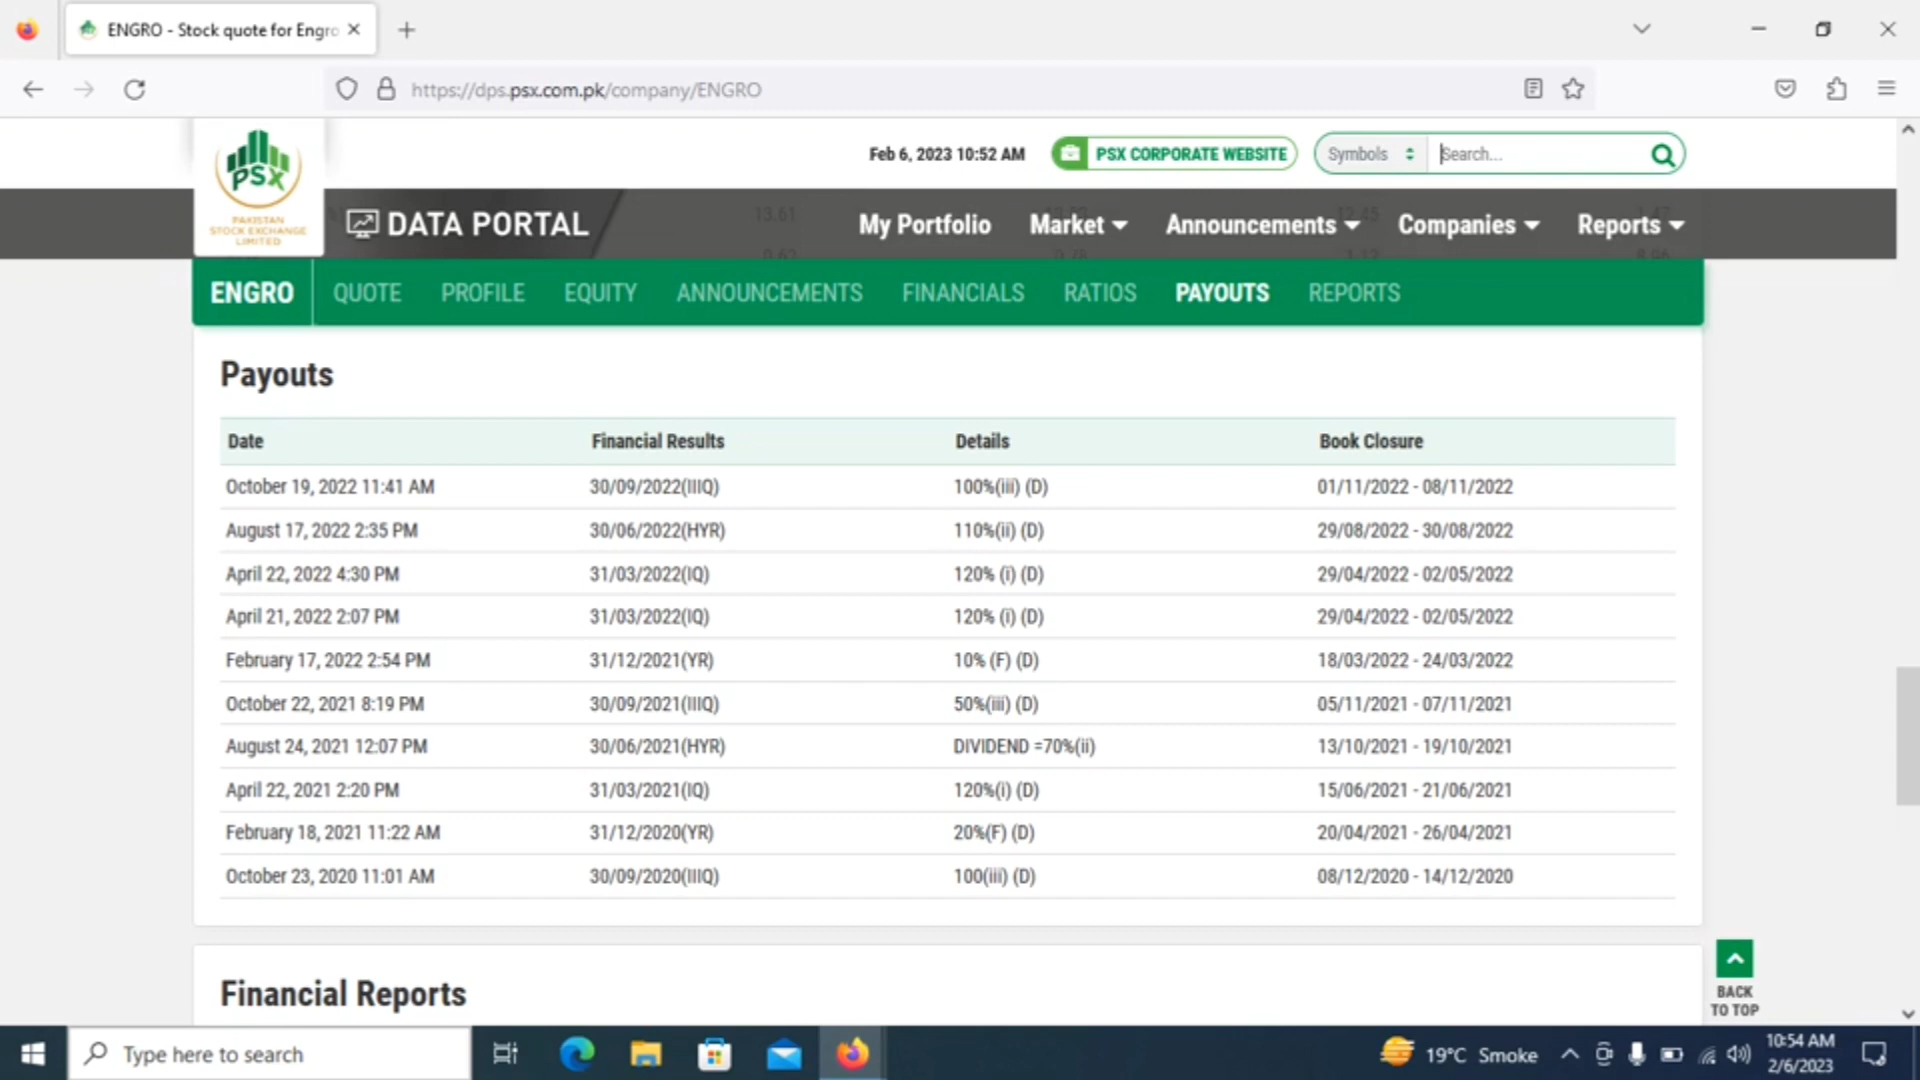 ENGRO - Stock quote for Engro
https://dps.psx.com.pk/company/ENGRO
PSX
PAKISTAN
STOCK EXCHANGE
LIMITED
Feb 6, 2023 10:52 AM
PSX CORPORATE WEBSITE
Symbols
Search...
DATA PORTAL
My Portfolio
Market
Announcements
Companies
Reports
ENGRO
QUOTE
PROFILE
EQUITY
ANNOUNCEMENTS
FINANCIALS
RATIOS
PAYOUTS
REPORTS
Payouts
Date Financial Results Details Book Closure
October 19, 2022 11:41 AM 30/09/2022(IIIQ) 100%(iii) (D) 01/11/2022 - 08/11/2022
August 17, 2022 2:35 PM 30/06/2022(HYR) 110%(ii) (D) 29/08/2022 - 30/08/2022
April 22, 2022 4:30 PM 31/03/2022(IQ) 120% (i) (D) 29/04/2022 - 02/05/2022
April 21, 2022 2:07 PM 31/03/2022(IQ) 120% (i) (D) 29/04/2022 - 02/05/2022
February 17, 2022 2:54 PM 31/12/2021(YR) 10% (F) (D) 18/03/2022 - 24/03/2022
October 22, 2021 8:19 PM 30/09/2021(IIIQ) 50%(iii) (D) 05/11/2021 - 07/11/2021
August 24, 2021 12:07 PM 30/06/2021(HYR) DIVIDEND =70%(ii) 13/10/2021 - 19/10/2021
April 22, 2021 2:20 PM 31/03/2021(IQ) 120%(i) (D) 15/06/2021 - 21/06/2021
February 18, 2021 11:22 AM 31/12/2020(YR) 20%(F) (D) 20/04/2021 - 26/04/2021
October 23, 2020 11:01 AM 30/09/2020(IIIQ) 100(iii) (D) 08/12/2020 - 14/12/2020
Financial Reports
BACK
TO TOP
Type here to search
19°C Smoke
10:54 AM
2/6/2023